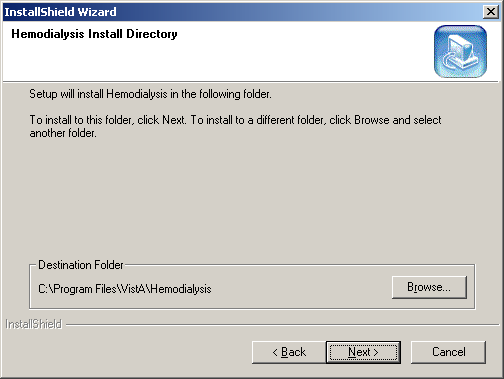 InstallShield Wizard
Hemodialysis Install Directory
Setup will install Hemodialysis in the following folder.
To install to this folder, click Next. To install to a different folder, click Browse and select
another folder.
Destination Folder
C:\Program Files\VistA\Hemodialysis
Browse...
InstallShield
< Back
Next >
Cancel